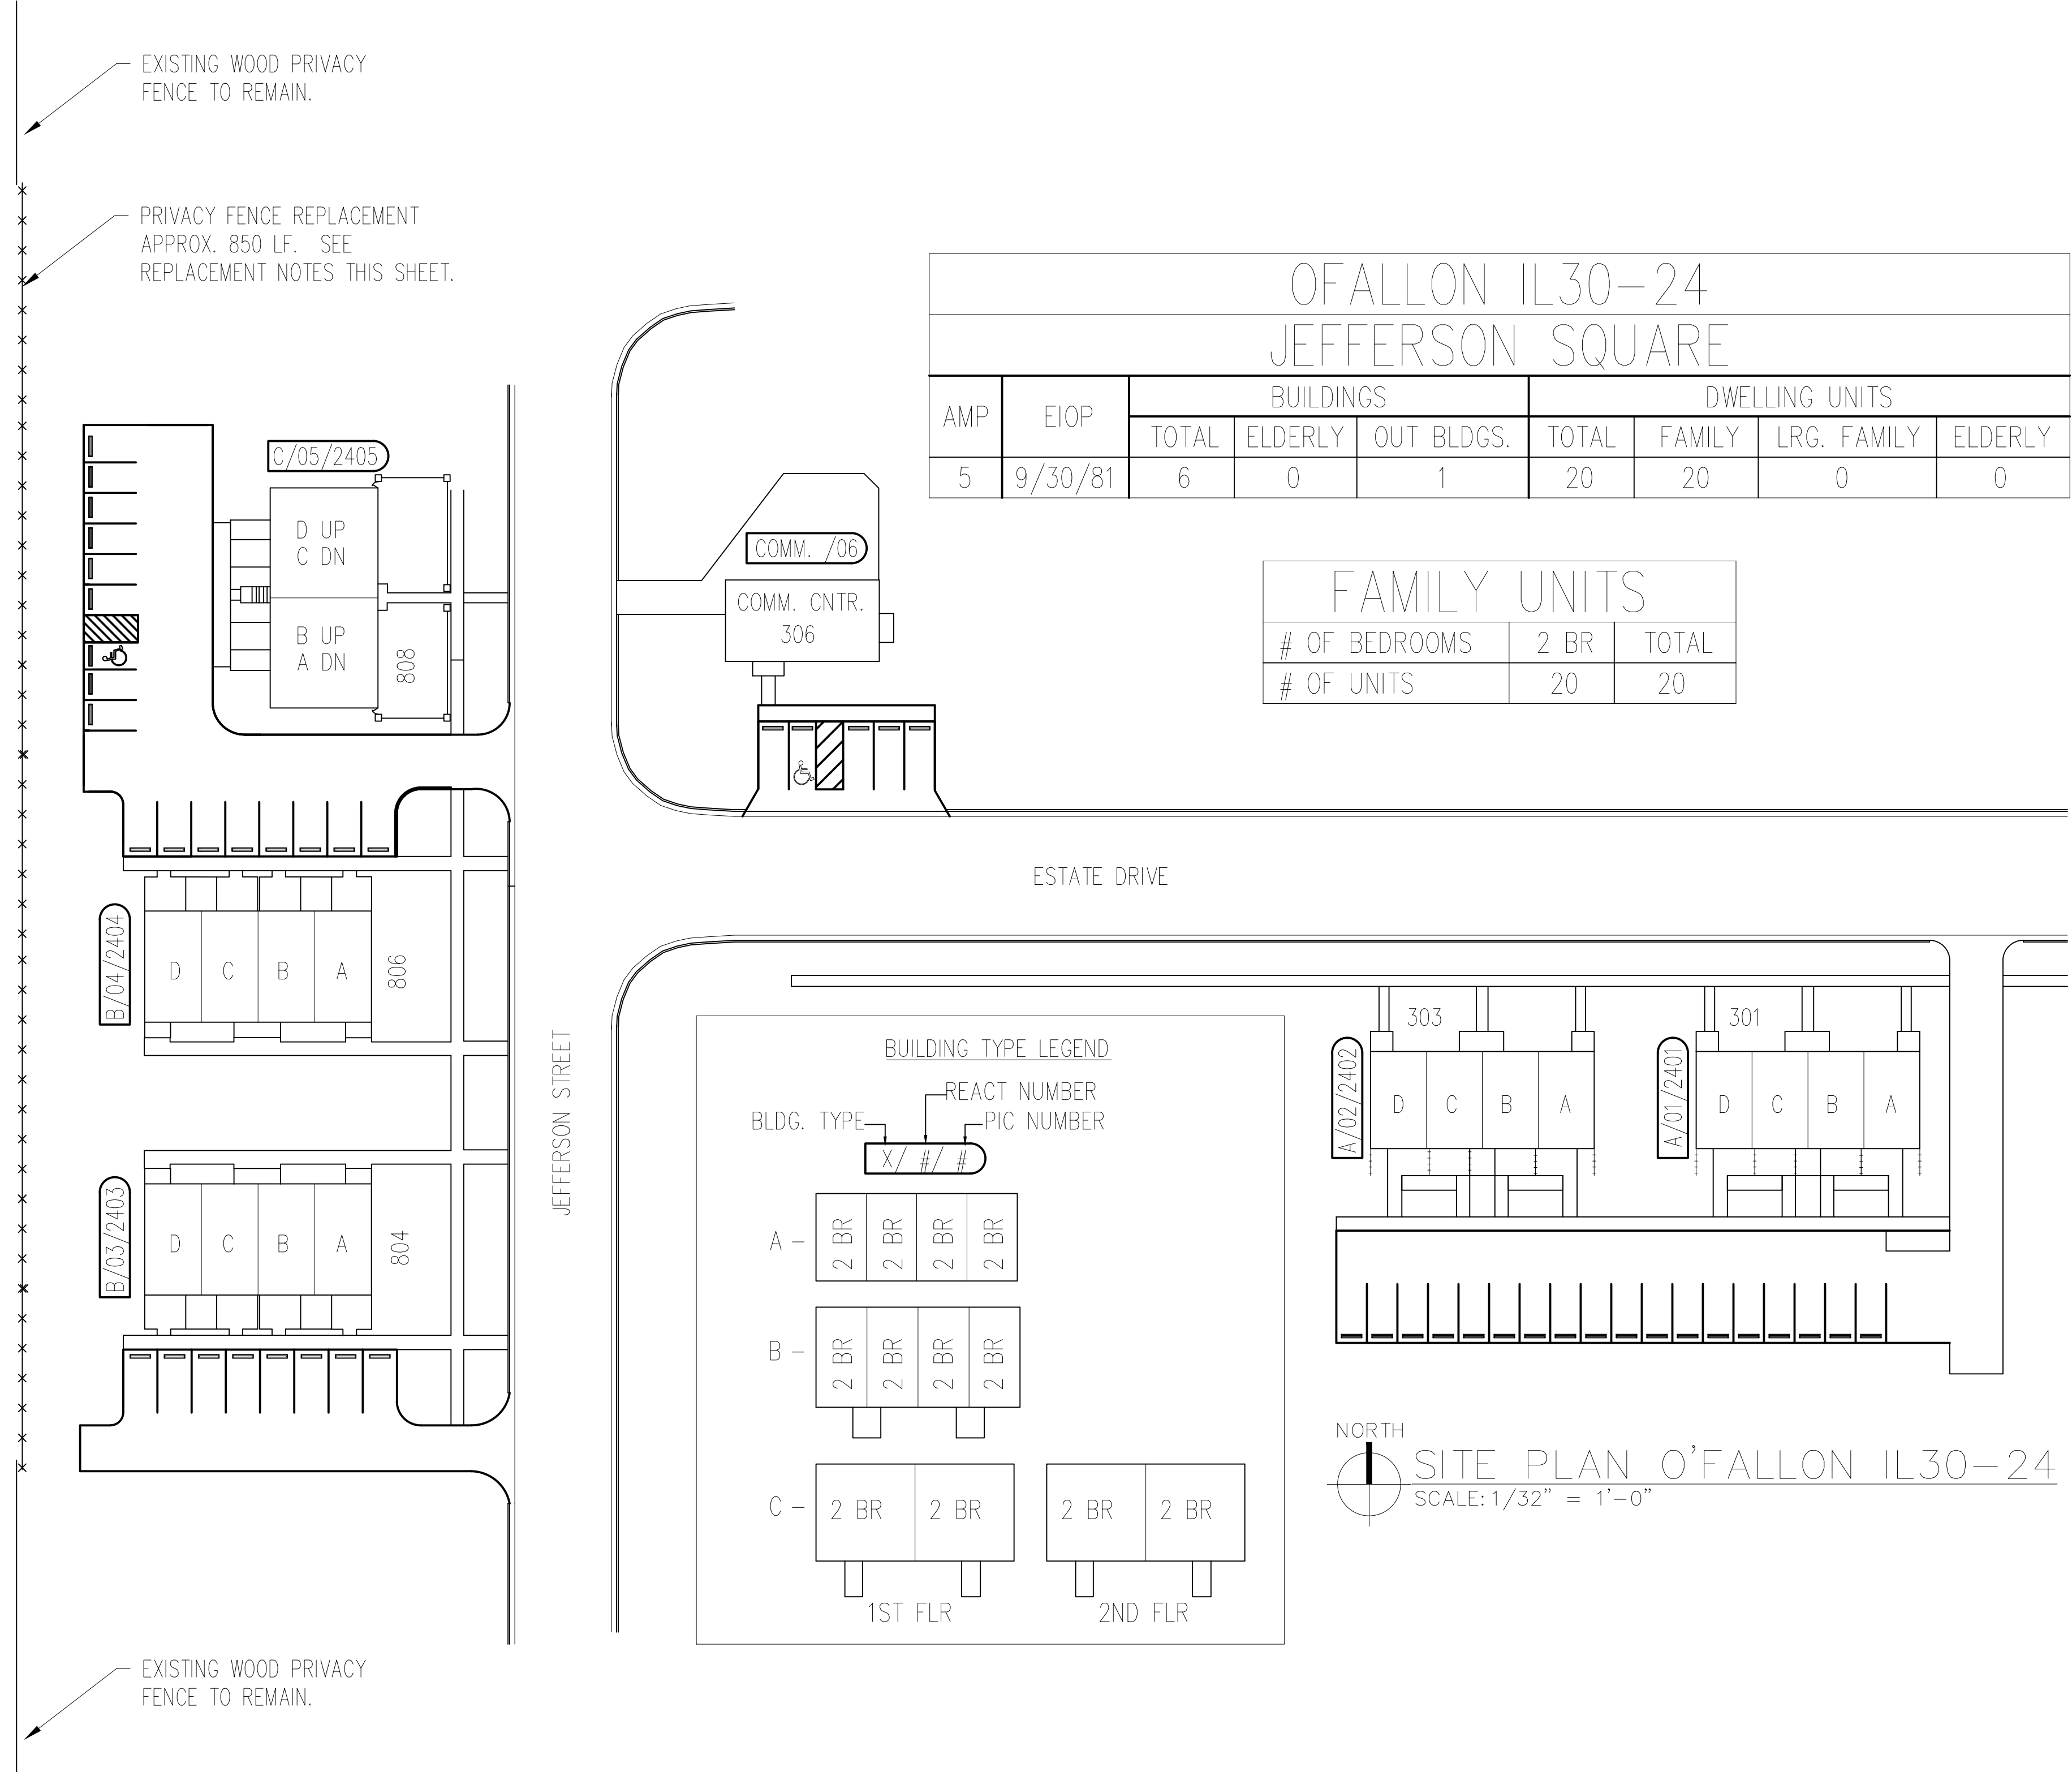 EXISTING WOOD PRIVACY
FENCE TO REMAIN.
PRIVACY FENCE REPLACEMENT
APPROX. 850 LF. SEE
REPLACEMENT NOTES THIS SHEET.
OFALLON IL30-24
JEFFERSON SQUARE
AMP EIOP BUILDINGS DWELLING UNITS
TOTAL ELDERLY OUT BLDGS. TOTAL FAMILY LRG. FAMILY ELDERLY
5 9/30/81 6 0 1 20 20 0 0
FAMILY UNITS
# OF BEDROOMS 2 BR TOTAL
# OF UNITS 20 20
C/05/2405
D UP
C DN
B UP
A DN
808
COMM. /06
COMM. CNTR.
306
ESTATE DRIVE
B/04/2404
D C B A
806
JEFFERSON STREET
B/03/2403
D C B A
804
BUILDING TYPE LEGEND
REACT NUMBER
BLDG. TYPE PIC NUMBER
X/ #/ #
A - 2 BR 2 BR 2 BR 2 BR
B - 2 BR 2 BR 2 BR 2 BR
C - 2 BR 2 BR 2 BR 2 BR
1ST FLR 2ND FLR
303
A/02/2402
D C B A
301
A/01/2401
D C B A
NORTH
SITE PLAN O'FALLON IL30-24
SCALE: 1/32" = 1'-0"
EXISTING WOOD PRIVACY
FENCE TO REMAIN.